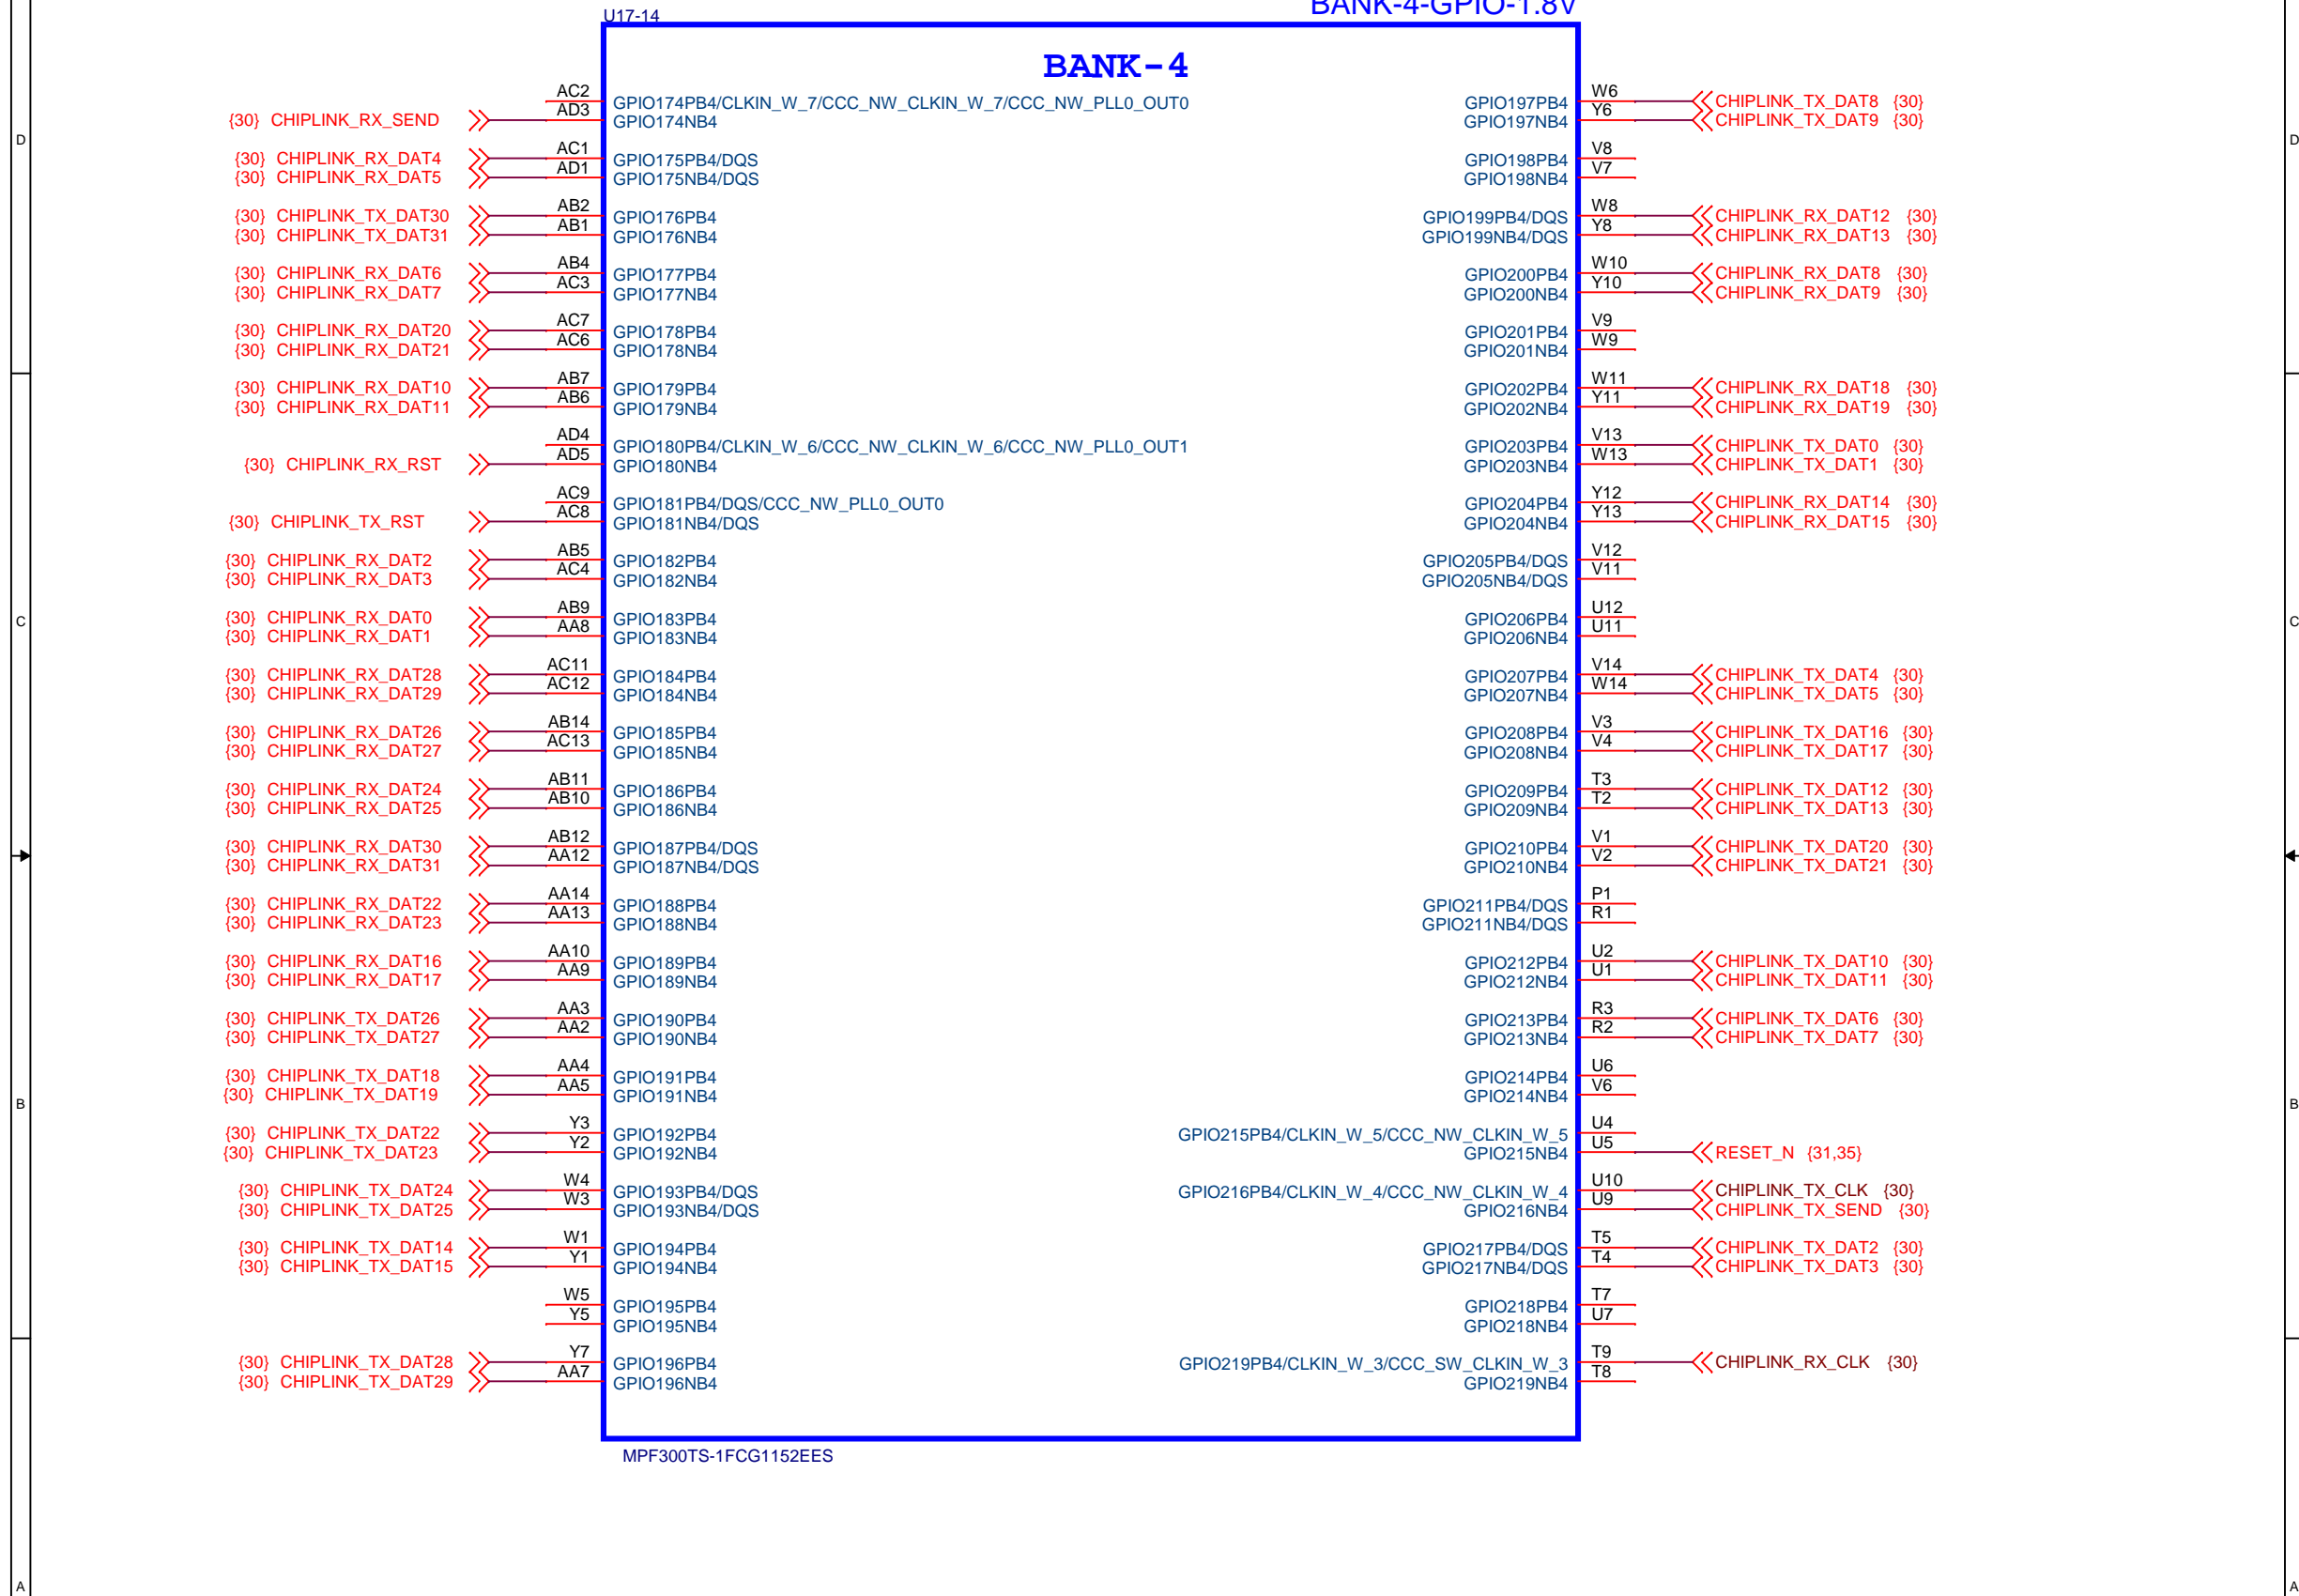 U17-14
BANK-4-GPIO-1.8V
BANK-4
AC2 GPIO174PB4/CLKIN_W_7/CCC_NW_CLKIN_W_7/CCC_NW_PLL0_OUT0 GPIO197PB4 W6 CHIPLINK_TX_DAT8 {30}
{30} CHIPLINK_RX_SEND AD3 GPIO174NB4 GPIO197NB4 Y6 CHIPLINK_TX_DAT9 {30}
D D
{30} CHIPLINK_RX_DAT4 AC1 GPIO175PB4/DQS GPIO198PB4 V8
{30} CHIPLINK_RX_DAT5 AD1 GPIO175NB4/DQS GPIO198NB4 V7
{30} CHIPLINK_TX_DAT30 AB2 GPIO176PB4 GPIO199PB4/DQS W8 CHIPLINK_RX_DAT12 {30}
{30} CHIPLINK_TX_DAT31 AB1 GPIO176NB4 GPIO199NB4/DQS Y8 CHIPLINK_RX_DAT13 {30}
{30} CHIPLINK_RX_DAT6 AB4 GPIO177PB4 GPIO200PB4 W10 CHIPLINK_RX_DAT8 {30}
{30} CHIPLINK_RX_DAT7 AC3 GPIO177NB4 GPIO200NB4 Y10 CHIPLINK_RX_DAT9 {30}
{30} CHIPLINK_RX_DAT20 AC7 GPIO178PB4 GPIO201PB4 V9
{30} CHIPLINK_RX_DAT21 AC6 GPIO178NB4 GPIO201NB4 W9
{30} CHIPLINK_RX_DAT10 AB7 GPIO179PB4 GPIO202PB4 W11 CHIPLINK_RX_DAT18 {30}
{30} CHIPLINK_RX_DAT11 AB6 GPIO179NB4 GPIO202NB4 Y11 CHIPLINK_RX_DAT19 {30}
AD4 GPIO180PB4/CLKIN_W_6/CCC_NW_CLKIN_W_6/CCC_NW_PLL0_OUT1 GPIO203PB4 V13 CHIPLINK_TX_DAT0 {30}
{30} CHIPLINK_RX_RST AD5 GPIO180NB4 GPIO203NB4 W13 CHIPLINK_TX_DAT1 {30}
AC9 GPIO181PB4/DQS/CCC_NW_PLL0_OUT0 GPIO204PB4 Y12 CHIPLINK_RX_DAT14 {30}
{30} CHIPLINK_TX_RST AC8 GPIO181NB4/DQS GPIO204NB4 Y13 CHIPLINK_RX_DAT15 {30}
{30} CHIPLINK_RX_DAT2 AB5 GPIO182PB4 GPIO205PB4/DQS V12
{30} CHIPLINK_RX_DAT3 AC4 GPIO182NB4 GPIO205NB4/DQS V11
{30} CHIPLINK_RX_DAT0 AB9 GPIO183PB4 GPIO206PB4 U12
C C
{30} CHIPLINK_RX_DAT1 AA8 GPIO183NB4 GPIO206NB4 U11
{30} CHIPLINK_RX_DAT28 AC11 GPIO184PB4 GPIO207PB4 V14 CHIPLINK_TX_DAT4 {30}
{30} CHIPLINK_RX_DAT29 AC12 GPIO184NB4 GPIO207NB4 W14 CHIPLINK_TX_DAT5 {30}
{30} CHIPLINK_RX_DAT26 AB14 GPIO185PB4 GPIO208PB4 V3 CHIPLINK_TX_DAT16 {30}
{30} CHIPLINK_RX_DAT27 AC13 GPIO185NB4 GPIO208NB4 V4 CHIPLINK_TX_DAT17 {30}
{30} CHIPLINK_RX_DAT24 AB11 GPIO186PB4 GPIO209PB4 T3 CHIPLINK_TX_DAT12 {30}
{30} CHIPLINK_RX_DAT25 AB10 GPIO186NB4 GPIO209NB4 T2 CHIPLINK_TX_DAT13 {30}
{30} CHIPLINK_RX_DAT30 AB12 GPIO187PB4/DQS GPIO210PB4 V1 CHIPLINK_TX_DAT20 {30}
{30} CHIPLINK_RX_DAT31 AA12 GPIO187NB4/DQS GPIO210NB4 V2 CHIPLINK_TX_DAT21 {30}
{30} CHIPLINK_RX_DAT22 AA14 GPIO188PB4 GPIO211PB4/DQS P1
{30} CHIPLINK_RX_DAT23 AA13 GPIO188NB4 GPIO211NB4/DQS R1
{30} CHIPLINK_RX_DAT16 AA10 GPIO189PB4 GPIO212PB4 U2 CHIPLINK_TX_DAT10 {30}
{30} CHIPLINK_RX_DAT17 AA9 GPIO189NB4 GPIO212NB4 U1 CHIPLINK_TX_DAT11 {30}
{30} CHIPLINK_TX_DAT26 AA3 GPIO190PB4 GPIO213PB4 R3 CHIPLINK_TX_DAT6 {30}
{30} CHIPLINK_TX_DAT27 AA2 GPIO190NB4 GPIO213NB4 R2 CHIPLINK_TX_DAT7 {30}
{30} CHIPLINK_TX_DAT18 AA4 GPIO191PB4 GPIO214PB4 U6
{30} CHIPLINK_TX_DAT19 AA5 GPIO191NB4 GPIO214NB4 V6
B B
{30} CHIPLINK_TX_DAT22 Y3 GPIO192PB4 GPIO215PB4/CLKIN_W_5/CCC_NW_CLKIN_W_5 U4
{30} CHIPLINK_TX_DAT23 Y2 GPIO192NB4 GPIO215NB4 U5 RESET_N {31,35}
{30} CHIPLINK_TX_DAT24 W4 GPIO193PB4/DQS GPIO216PB4/CLKIN_W_4/CCC_NW_CLKIN_W_4 U10 CHIPLINK_TX_CLK {30}
{30} CHIPLINK_TX_DAT25 W3 GPIO193NB4/DQS GPIO216NB4 U9 CHIPLINK_TX_SEND {30}
{30} CHIPLINK_TX_DAT14 W1 GPIO194PB4 GPIO217PB4/DQS T5 CHIPLINK_TX_DAT2 {30}
{30} CHIPLINK_TX_DAT15 Y1 GPIO194NB4 GPIO217NB4/DQS T4 CHIPLINK_TX_DAT3 {30}
W5 GPIO195PB4 GPIO218PB4 T7
Y5 GPIO195NB4 GPIO218NB4 U7
{30} CHIPLINK_TX_DAT28 Y7 GPIO196PB4 GPIO219PB4/CLKIN_W_3/CCC_SW_CLKIN_W_3 T9 CHIPLINK_RX_CLK {30}
{30} CHIPLINK_TX_DAT29 AA7 GPIO196NB4 GPIO219NB4 T8
MPF300TS-1FCG1152EES
A A